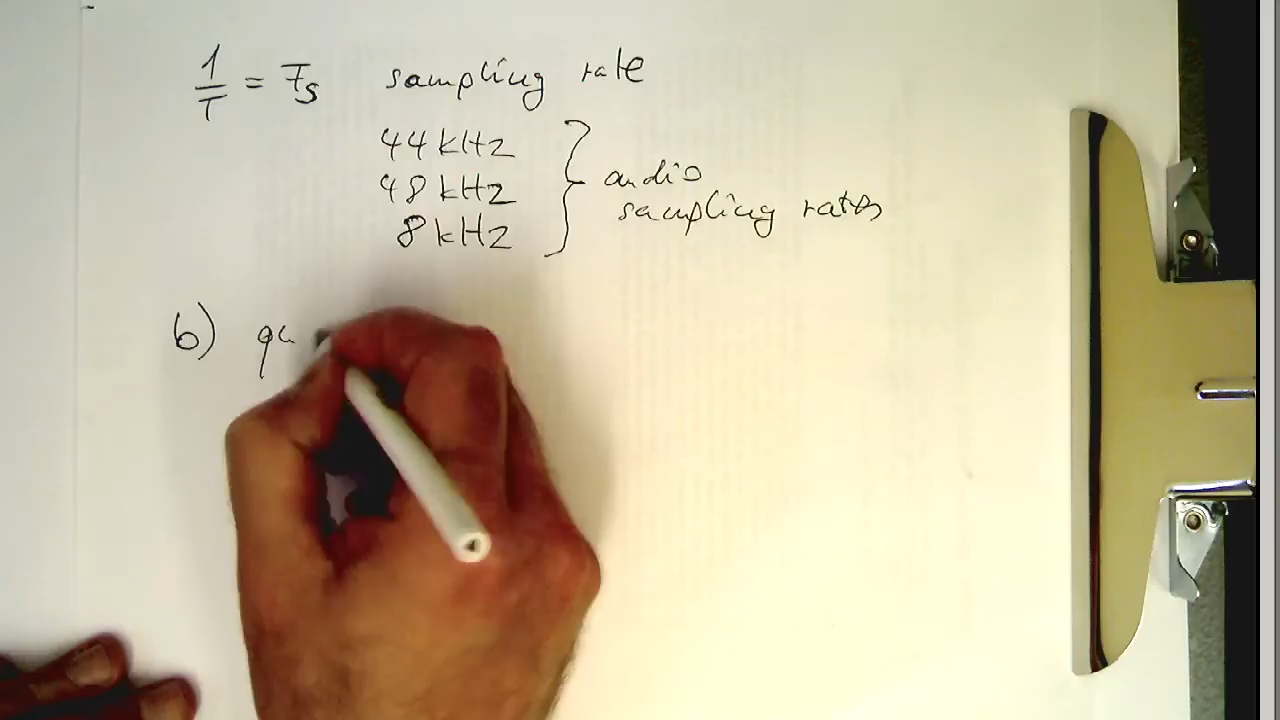 1/T = Fs sampling rate
44 kHz
48 kHz } audio
sampling rates
8 kHz
b) qu